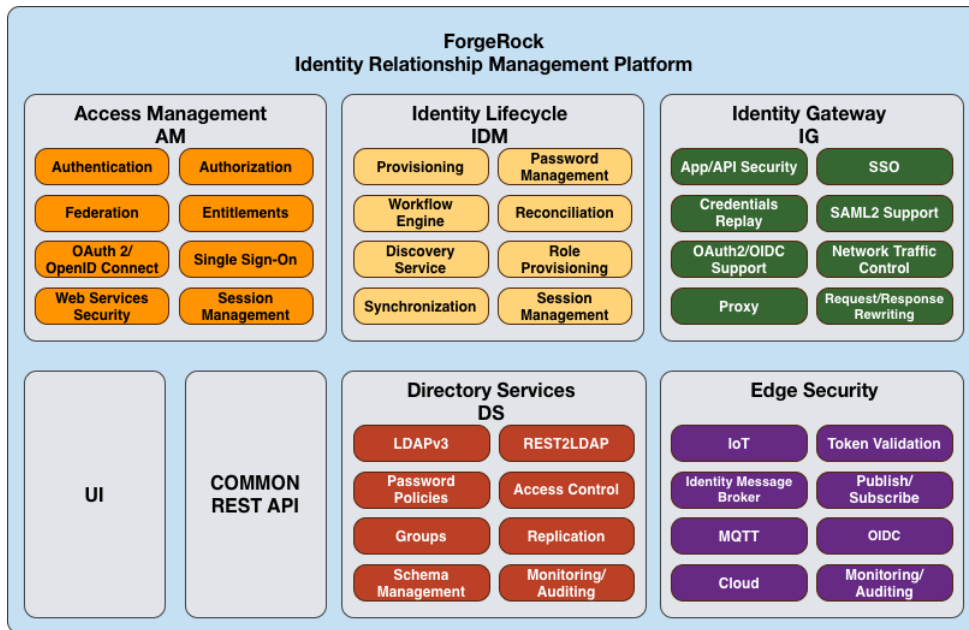 ForgeRock
Identity Relationship Management Platform
Access Management
AM
Authentication
Authorization
Federation
Entitlements
OAuth 2/
OpenID Connect
Single Sign-On
Web Services
Security
Session
Management
Identity Lifecycle
IDM
Provisioning
Password
Management
Workflow
Engine
Reconciliation
Discovery
Service
Role
Provisioning
Synchronization
Session
Management
Identity Gateway
IG
App/API Security
SSO
Credentials
Replay
SAML2 Support
OAuth2/OIDC
Support
Network Traffic
Control
Proxy
Request/Response
Rewriting
UI
COMMON
REST API
Directory Services
DS
LDAPv3
REST2LDAP
Password
Policies
Access Control
Groups
Replication
Schema
Management
Monitoring/
Auditing
Edge Security
IoT
Token Validation
Identity Message
Broker
Publish/
Subscribe
MQTT
OIDC
Cloud
Monitoring/
Auditing